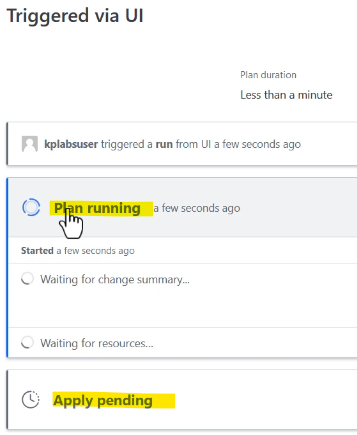 Triggered via UI
Plan duration
Less than a minute
kplabsuser triggered a run from UI a few seconds ago
Plan running a few seconds ago
Started a few seconds ago
Waiting for change summary...
Waiting for resources...
Apply pending